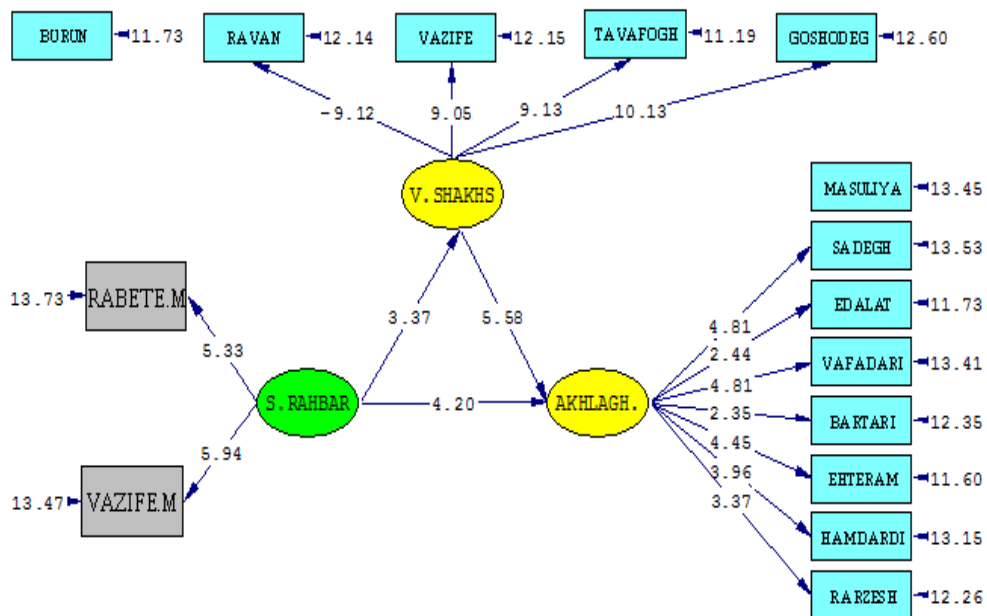 BURUN 11.73 RAVAN 12.14 VAZIFE 12.15 TAVAFOGH 11.19 GOSHODEG 12.60
-9.12 9.05 9.13 10.13
V.SHAKHS
MASULIYA 13.45
SADEGH 13.53
EDALAT 11.73
VAFADARI 13.41
BARTARI 12.35
EHTERAM 11.60
HAMDARDI 13.15
RARZESH 12.26
13.73 RABETE.M
5.33
3.37 5.58
S.RAHBAR
4.20
AKHLAGH.
5.94
13.47 VAZIFE.M
4.81
2.44
4.81
2.35
4.45
3.96
3.37